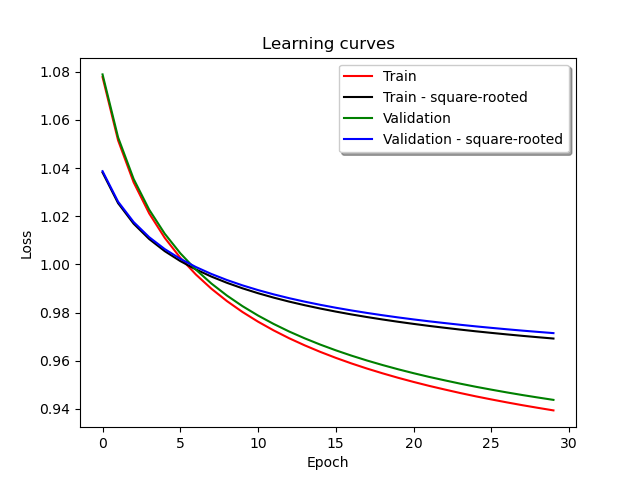 Learning curves
Train
Train - square-rooted
Validation
Validation - square-rooted
Loss
1.08
1.06
1.04
1.02
1.00
0.98
0.96
0.94
0 5 10 15 20 25 30
Epoch